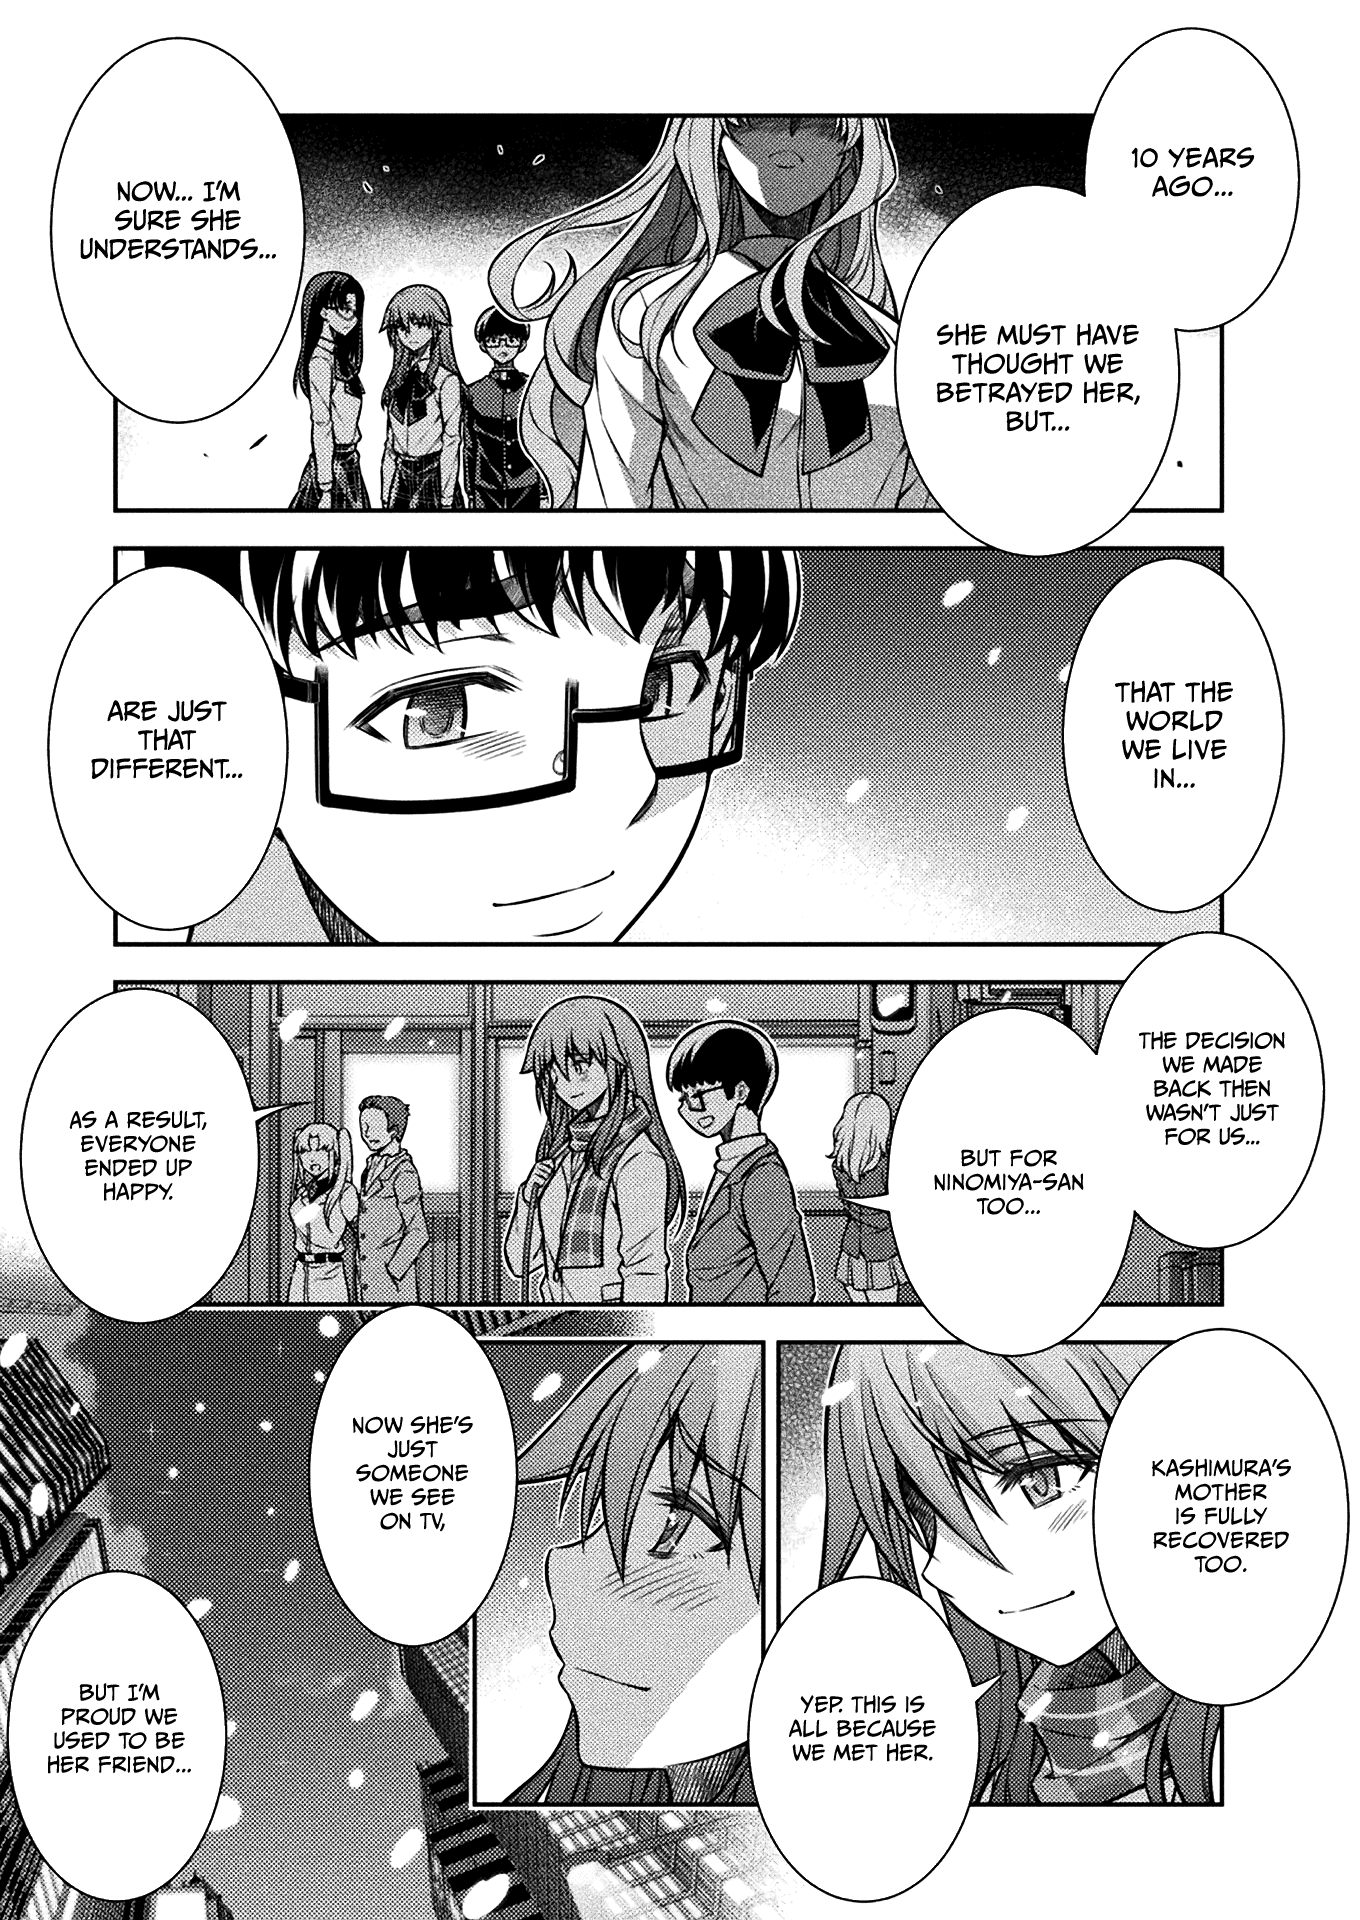 10 YEARS
AGO...
SHE MUST HAVE
THOUGHT WE
BETRAYED HER,
BUT...
NOW... I'M
SURE SHE
UNDERSTANDS...
THAT THE
WORLD
WE LIVE
IN...
ARE JUST
THAT
DIFFERENT...
THE DECISION
WE MADE
BACK THEN
WASN'T JUST
FOR US...
BUT FOR
NINOMIYA-SAN
TOO...
AS A RESULT,
EVERYONE
ENDED UP
HAPPY.
KASHIMURA'S
MOTHER
IS FULLY
RECOVERED
TOO.
YEP. THIS IS
ALL BECAUSE
WE MET HER.
NOW SHE'S
JUST
SOMEONE
WE SEE
ON TV,
BUT I'M
PROUD WE
USED TO BE
HER FRIEND...